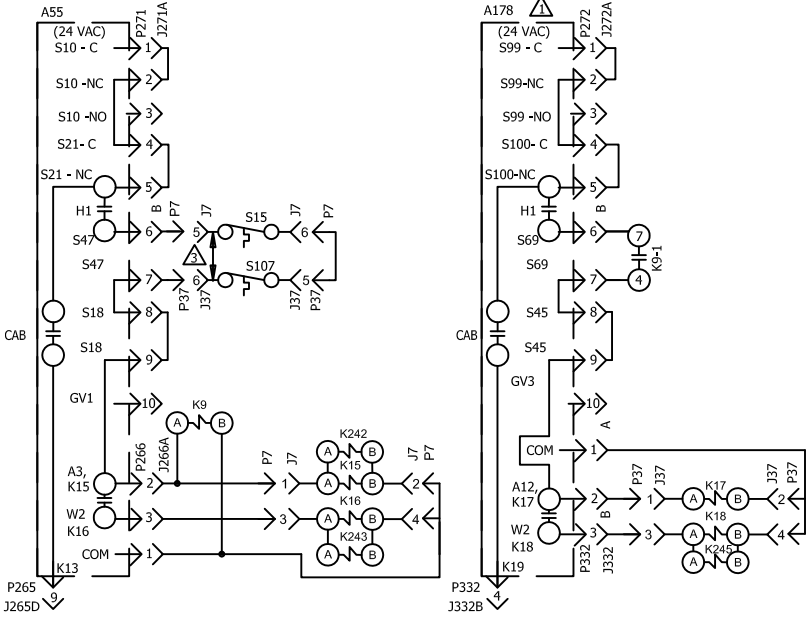 A55
(24 VAC)
P271
J271A
S10 - C
1
S10 -NC
2
S10 -NO
3
S21- C
4
S21 - NC
5
H1
B
P7
J7
S15
J7
P7
S47
6
5
6
3
S107
S47
7
P37
6
J37
5
J37
P37
S18
8
CAB
S18
9
GV1
10
K9
A
B
P266
J266A
P7
J7
K242
A
B
J7
P7
A3,
K15
2
1
K15
A
B
2
W2
K16
3
3
K16
A
B
4
K243
A
B
COM
1
K13
P265
9
J265D
A178
1
(24 VAC)
P272
J272A
S99 - C
1
S99-NC
2
S99 -NO
3
S100- C
4
S100-NC
5
H1
B
S69
6
7
K9-1
S69
7
4
S45
8
CAB
S45
9
GV3
10
A
COM
1
P37
J37
K17
J37
P37
A12,
K17
2
B
1
A
B
2
W2
K18
3
3
K18
A
B
4
K245
A
B
P332
J332
K19
P332
4
J332B